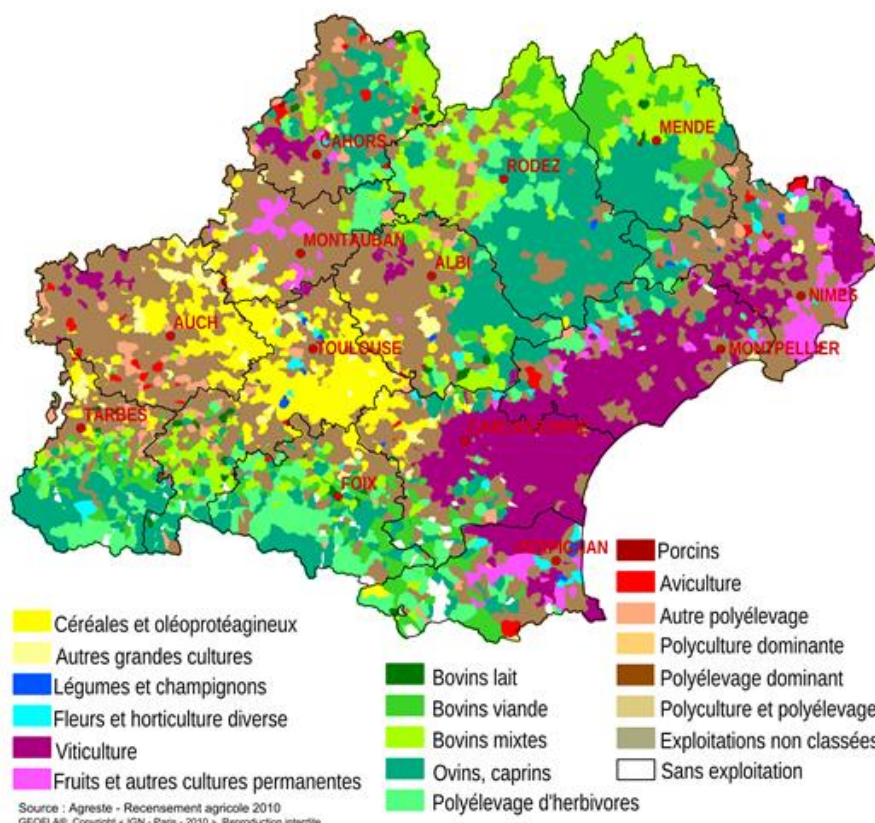 CAHORS
MENDE
RODEZ
MONTAUBAN
ALBI
NIMES
AUCH
TOULOUSE
MONTPELLIER
TARBES
FOIX
Porcins
Aviculture
Autre polyélevage
Polyculture dominante
Polyélevage dominant
Polyculture et polyélevage
Exploitations non classées
Sans exploitation
Céréales et oléoprotéagineux
Autres grandes cultures
Légumes et champignons
Fleurs et horticulture diverse
Viticulture
Fruits et autres cultures permanentes
Bovins lait
Bovins viande
Bovins mixtes
Ovins, caprins
Polyélevage d'herbivores
Source : Agreste - Recensement agricole 2010